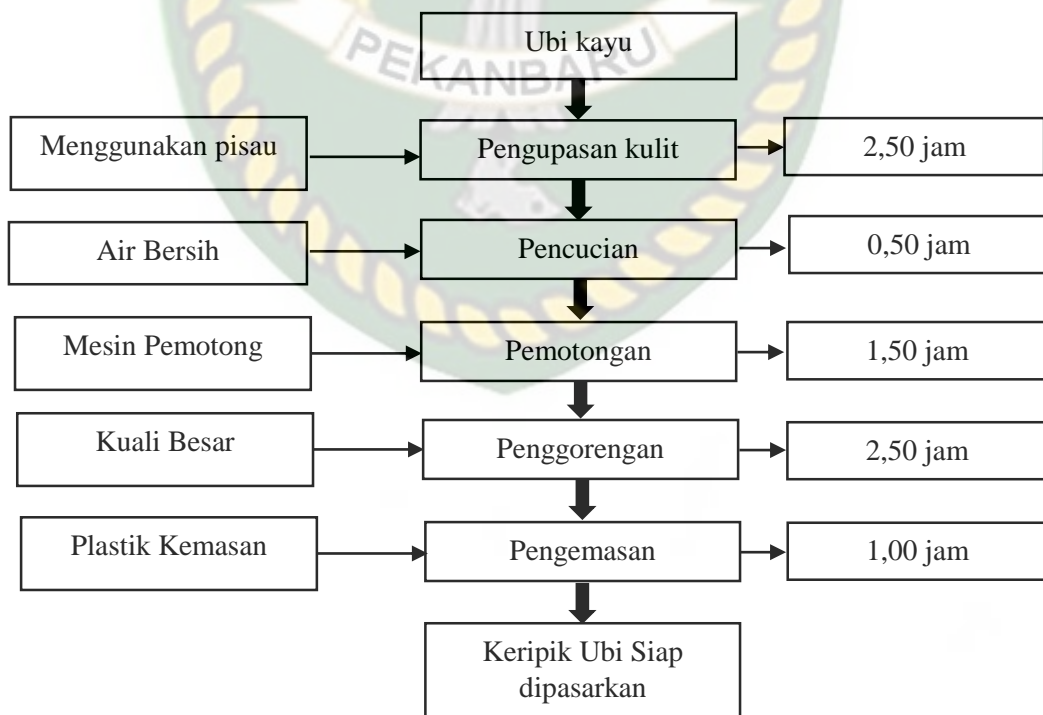 Ubi kayu
PEKANBARU
Menggunakan pisau
Pengupasan kulit
2,50 jam
Air Bersih
Pencucian
0,50 jam
Mesin Pemotong
Pemotongan
1,50 jam
Kuali Besar
Penggorengan
2,50 jam
Plastik Kemasan
Pengemasan
1,00 jam
Keripik Ubi Siap
dipasarkan